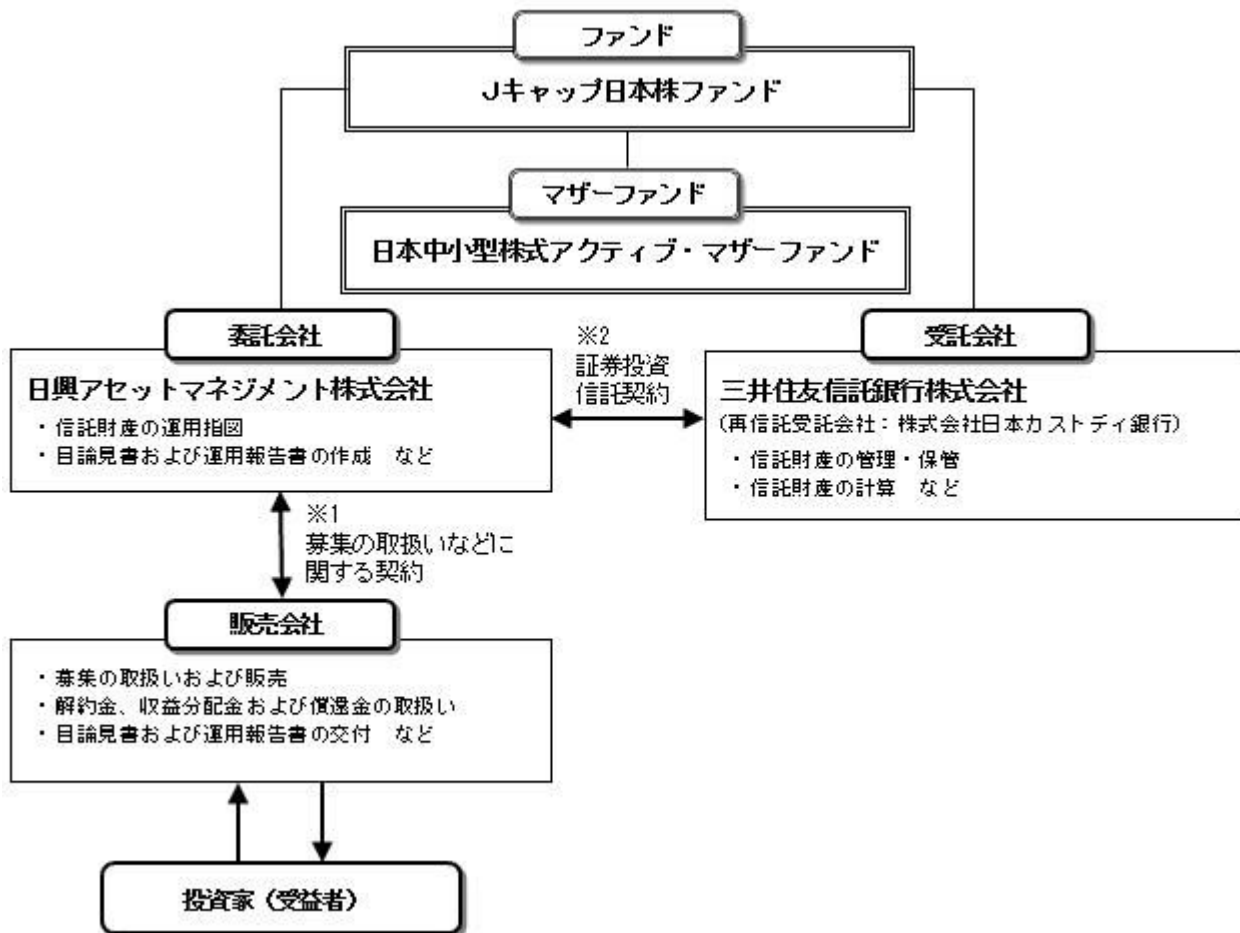 ファンド
Jキャップ日本株ファンド
マザーファンド
日本中小型株式アクティブ・マザーファンド
委託会社
日興アセットマネジメント株式会社
・信託財産の運用指図
・目論見書および運用報告書の作成　など
※2
証券投資
信託契約
受託会社
三井住友信託銀行株式会社
(再信託受託会社：株式会社日本カストディ銀行)
・信託財産の管理・保管
・信託財産の計算　など
※1
募集の取扱いなどに
関する契約
販売会社
・募集の取扱いおよび販売
・解約金、収益分配金および償還金の取扱い
・目論見書および運用報告書の交付　など
投資家（受益者）